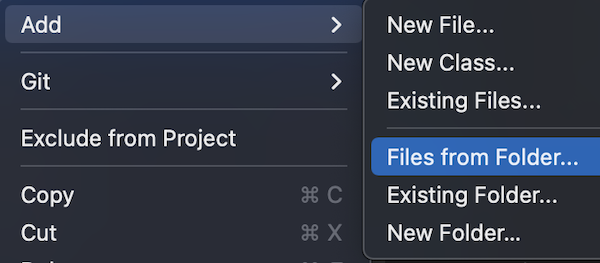 Add
Git
Exclude from Project
Copy ⌘ C
Cut ⌘ X
New File...
New Class...
Existing Files...
Files from Folder...
Existing Folder...
New Folder...